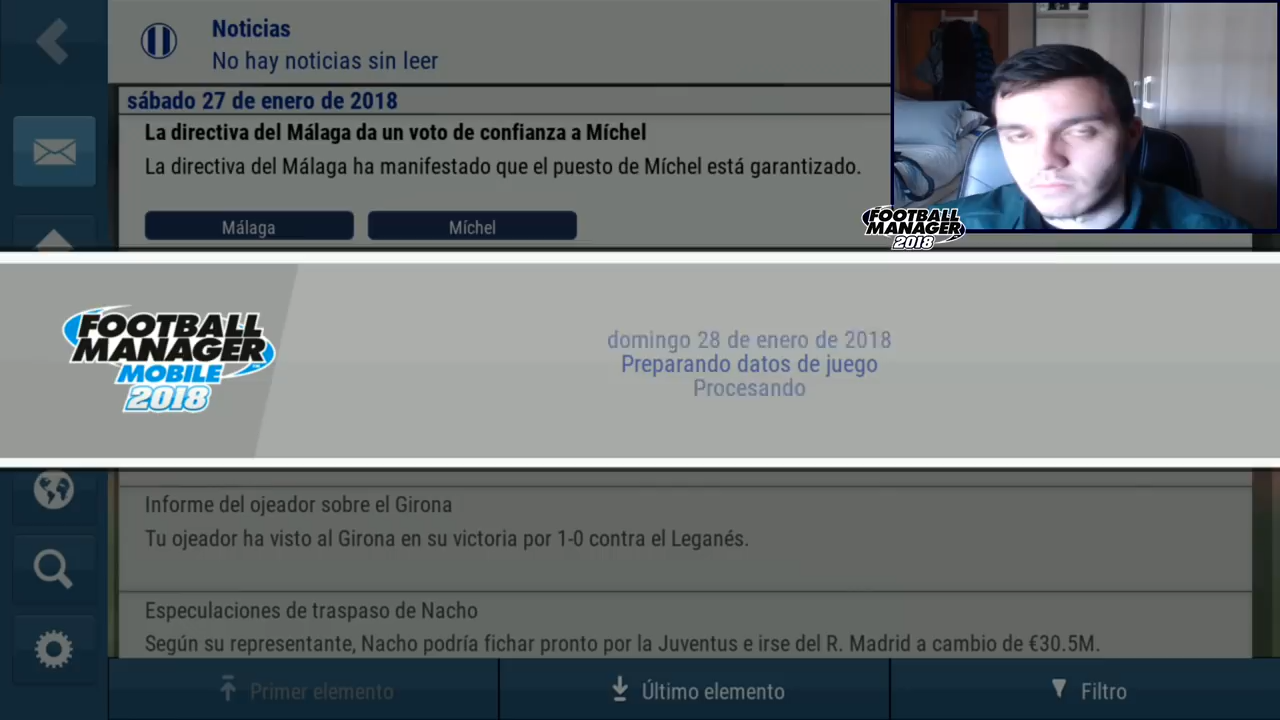 Noticias
No hay noticias sin leer
sábado 27 de enero de 2018
La directiva del Málaga da un voto de confianza a Míchel
La directiva del Málaga ha manifestado que el puesto de Míchel está garantizado.
Málaga
Míchel
FOOTBALL
MANAGER
2018
FOOTBALL
MANAGER
MOBILE
2018
domingo 28 de enero de 2018
Preparando datos de juego
Procesando
Informe del ojeador sobre el Girona
Tu ojeador ha visto al Girona en su victoria por 1-0 contra el Leganés.
Especulaciones de traspaso de Nacho
Según su representante, Nacho podría fichar pronto por la Juventus e irse del R. Madrid a cambio de €30.5M.
Primer elemento
Último elemento
Filtro